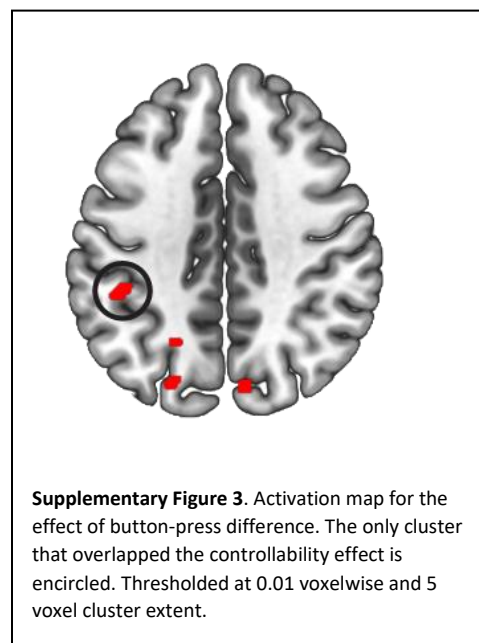 Supplementary Figure 3. Activation map for the
effect of button-press difference. The only cluster
that overlapped the controllability effect is
encircled. Thresholded at 0.01 voxelwise and 5
voxel cluster extent.